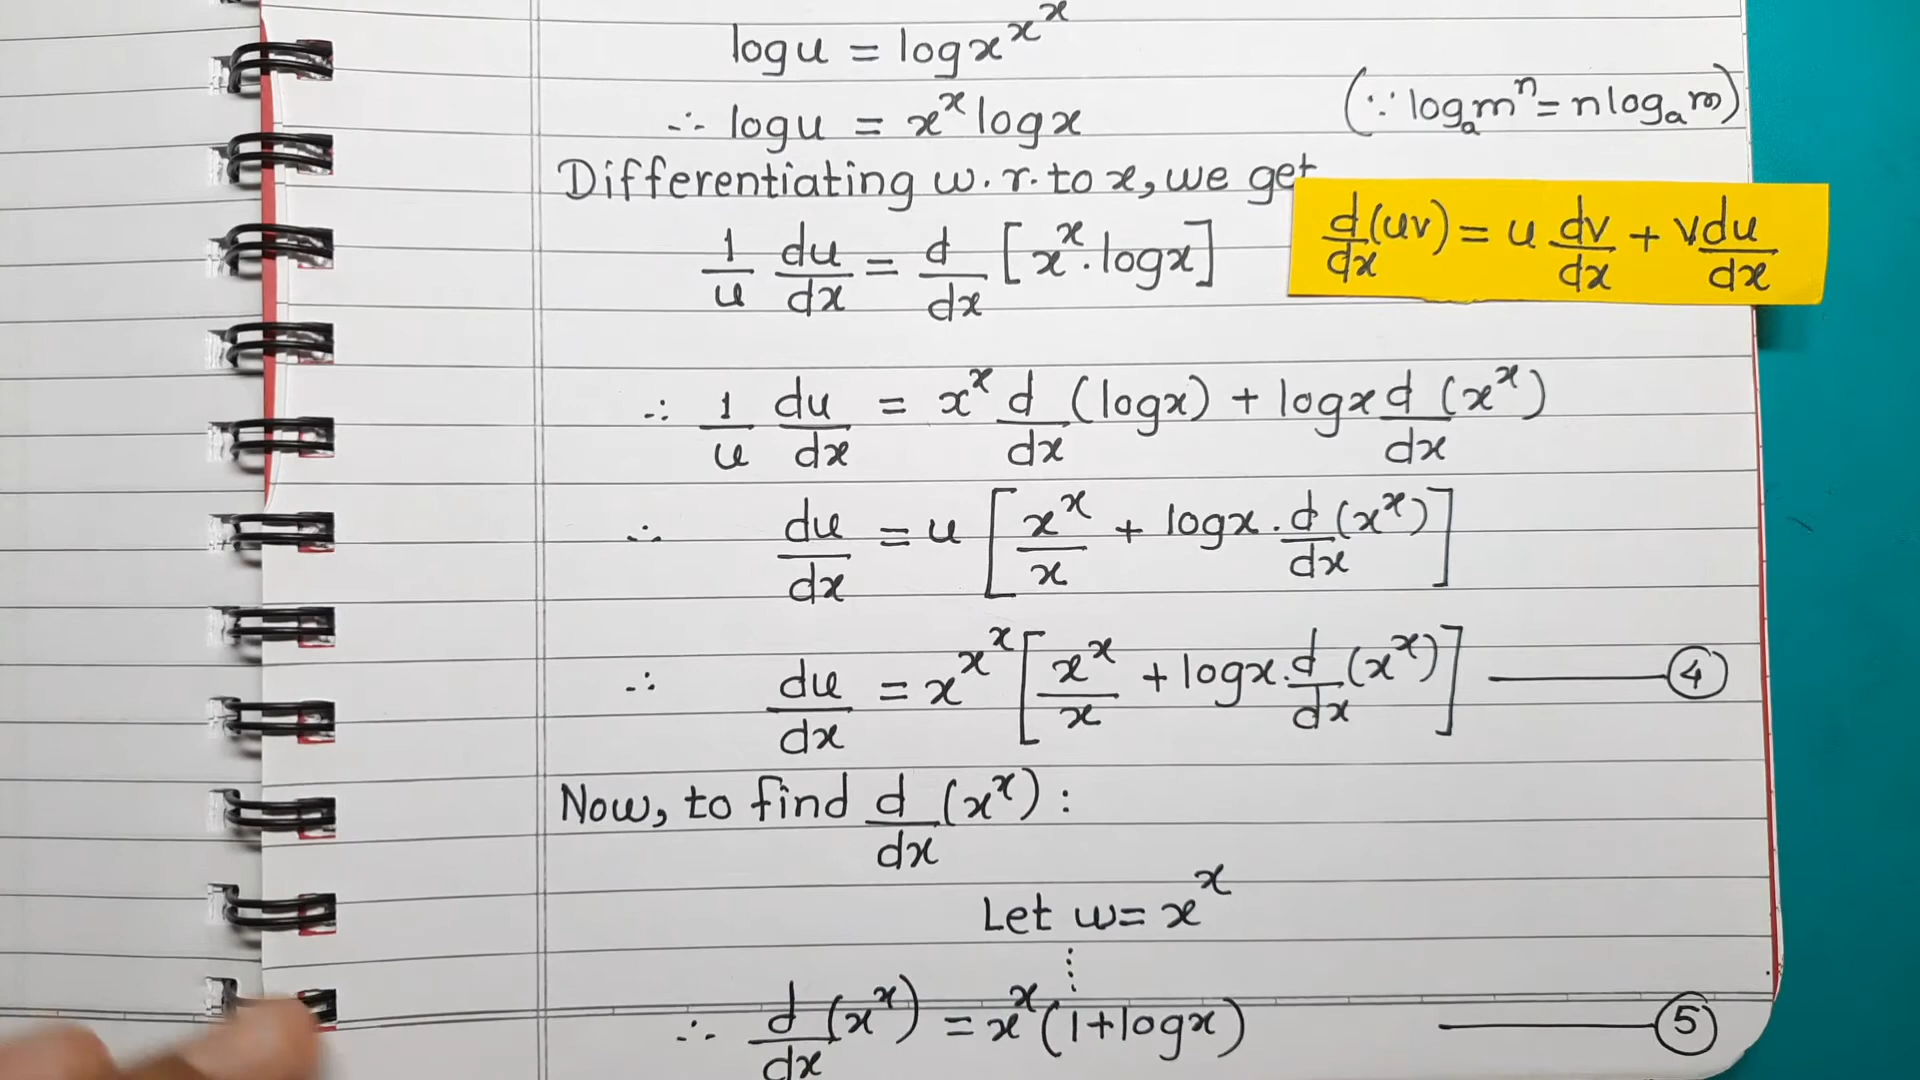 log u = log x^x^x
∴ log u = x^x log x (∵ log_a m^n = n log_a m)
Differentiating w.r.to x, we get
1/u du/dx = d/dx [x^x . log x]
d/dx (uv) = u dv/dx + v du/dx
∴ 1/u du/dx = x^x d/dx (log x) + log x d/dx (x^x)
∴ du/dx = u [x^x/x + log x . d/dx (x^x)]
∴ du/dx = x^x^x [x^x/x + log x . d/dx (x^x)] —— ④
Now, to find d/dx (x^x) :
Let w = x^x
⋮
∴ d/dx (x^x) = x^x (1 + log x) —— ⑤